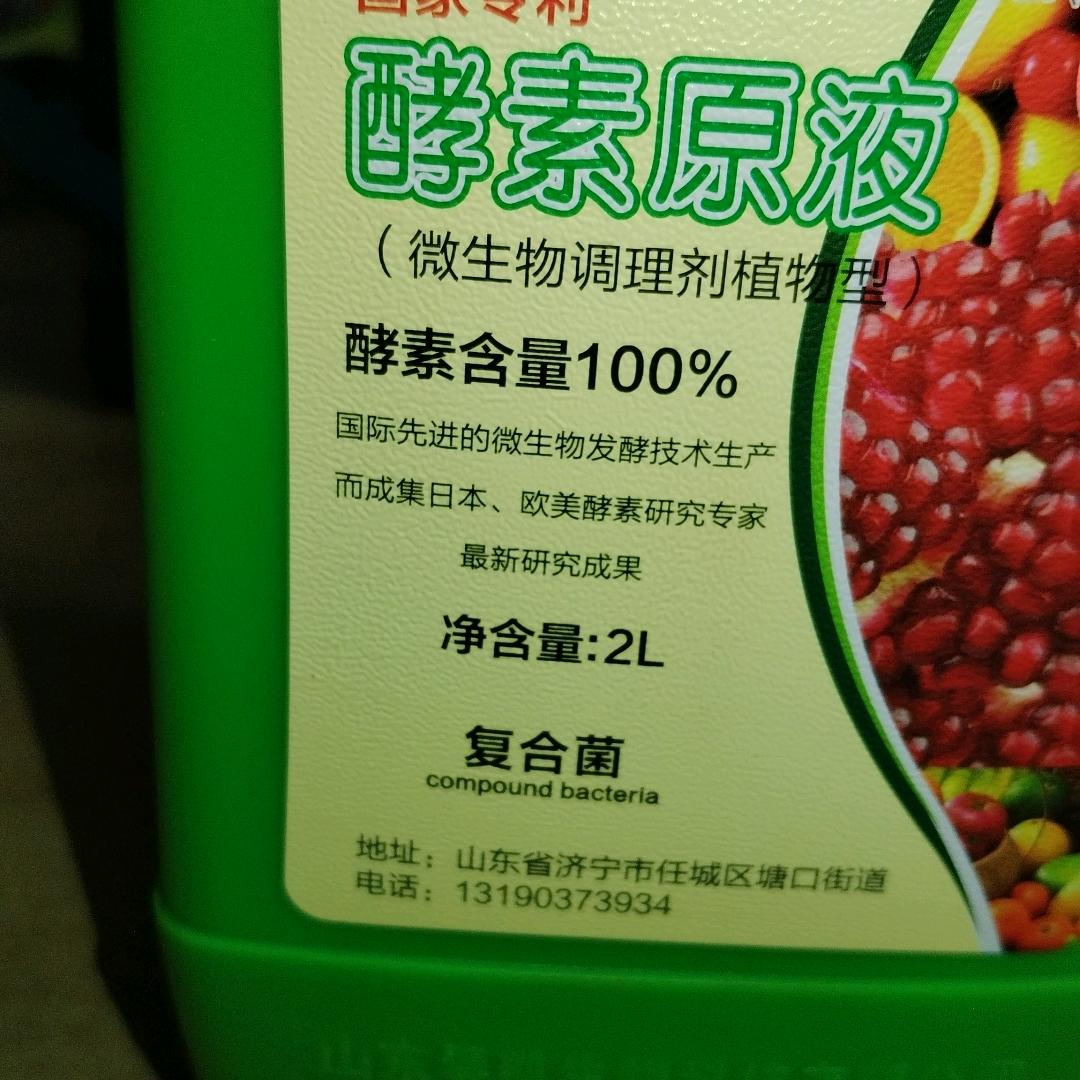 国家专利
酵素原液
（微生物调理剂植物型）
酵素含量100%
国际先进的微生物发酵技术生产
而成集日本、欧美酵素研究专家
最新研究成果
净含量:2L
复合菌
compound bacteria
地址：山东省济宁市任城区塘口街道
电话：13190373934